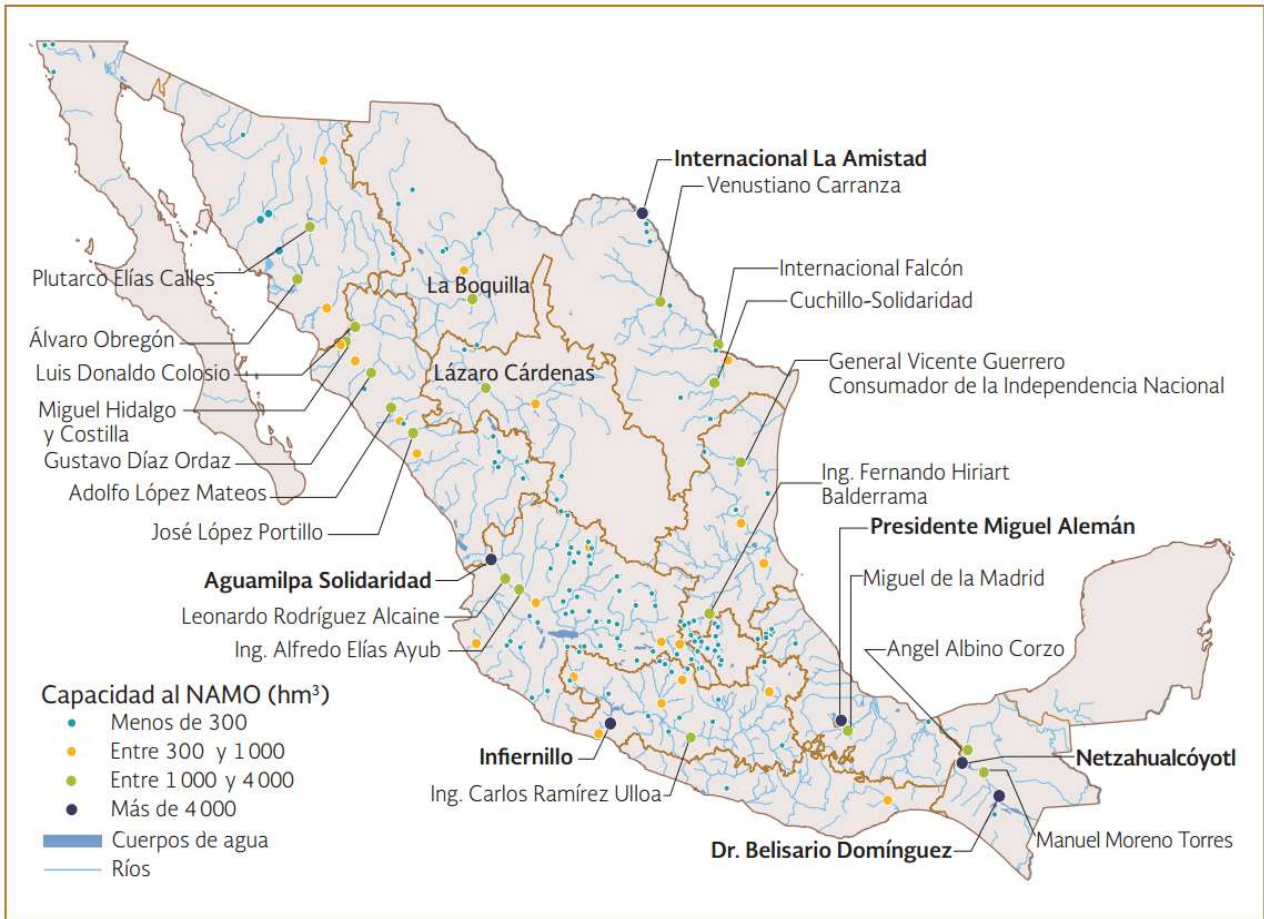 Internacional La Amistad
Venustiano Carranza
Internacional Falcón
Cuchillo-Solidaridad
General Vicente Guerrero
Consumador de la Independencia Nacional
Ing. Fernando Hiriart
Balderrama
Presidente Miguel Alemán
Miguel de la Madrid
Angel Albino Corzo
Netzahualcóyotl
Manuel Moreno Torres
Dr. Belisario Domínguez
La Boquilla
Lázaro Cárdenas
Plutarco Elías Calles
Álvaro Obregón
Luis Donaldo Colosio
Miguel Hidalgo
y Costilla
Gustavo Díaz Ordaz
Adolfo López Mateos
José López Portillo
Aguamilpa Solidaridad
Leonardo Rodríguez Alcaine
Ing. Alfredo Elías Ayub
Infiernillo
Ing. Carlos Ramírez Ulloa
Capacidad al NAMO (hm³)
Menos de 300
Entre 300 y 1 000
Entre 1 000 y 4 000
Más de 4 000
Cuerpos de agua
Ríos